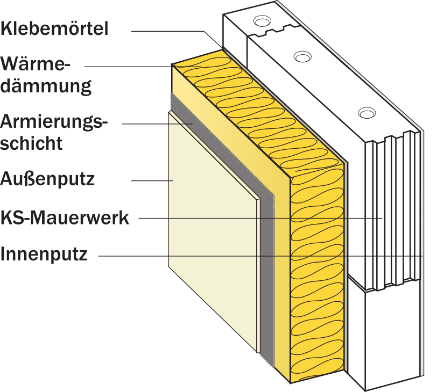 Klebemörtel
Wärme-
dämmung
Armierungs-
schicht
Außenputz
KS-Mauerwerk
Innenputz